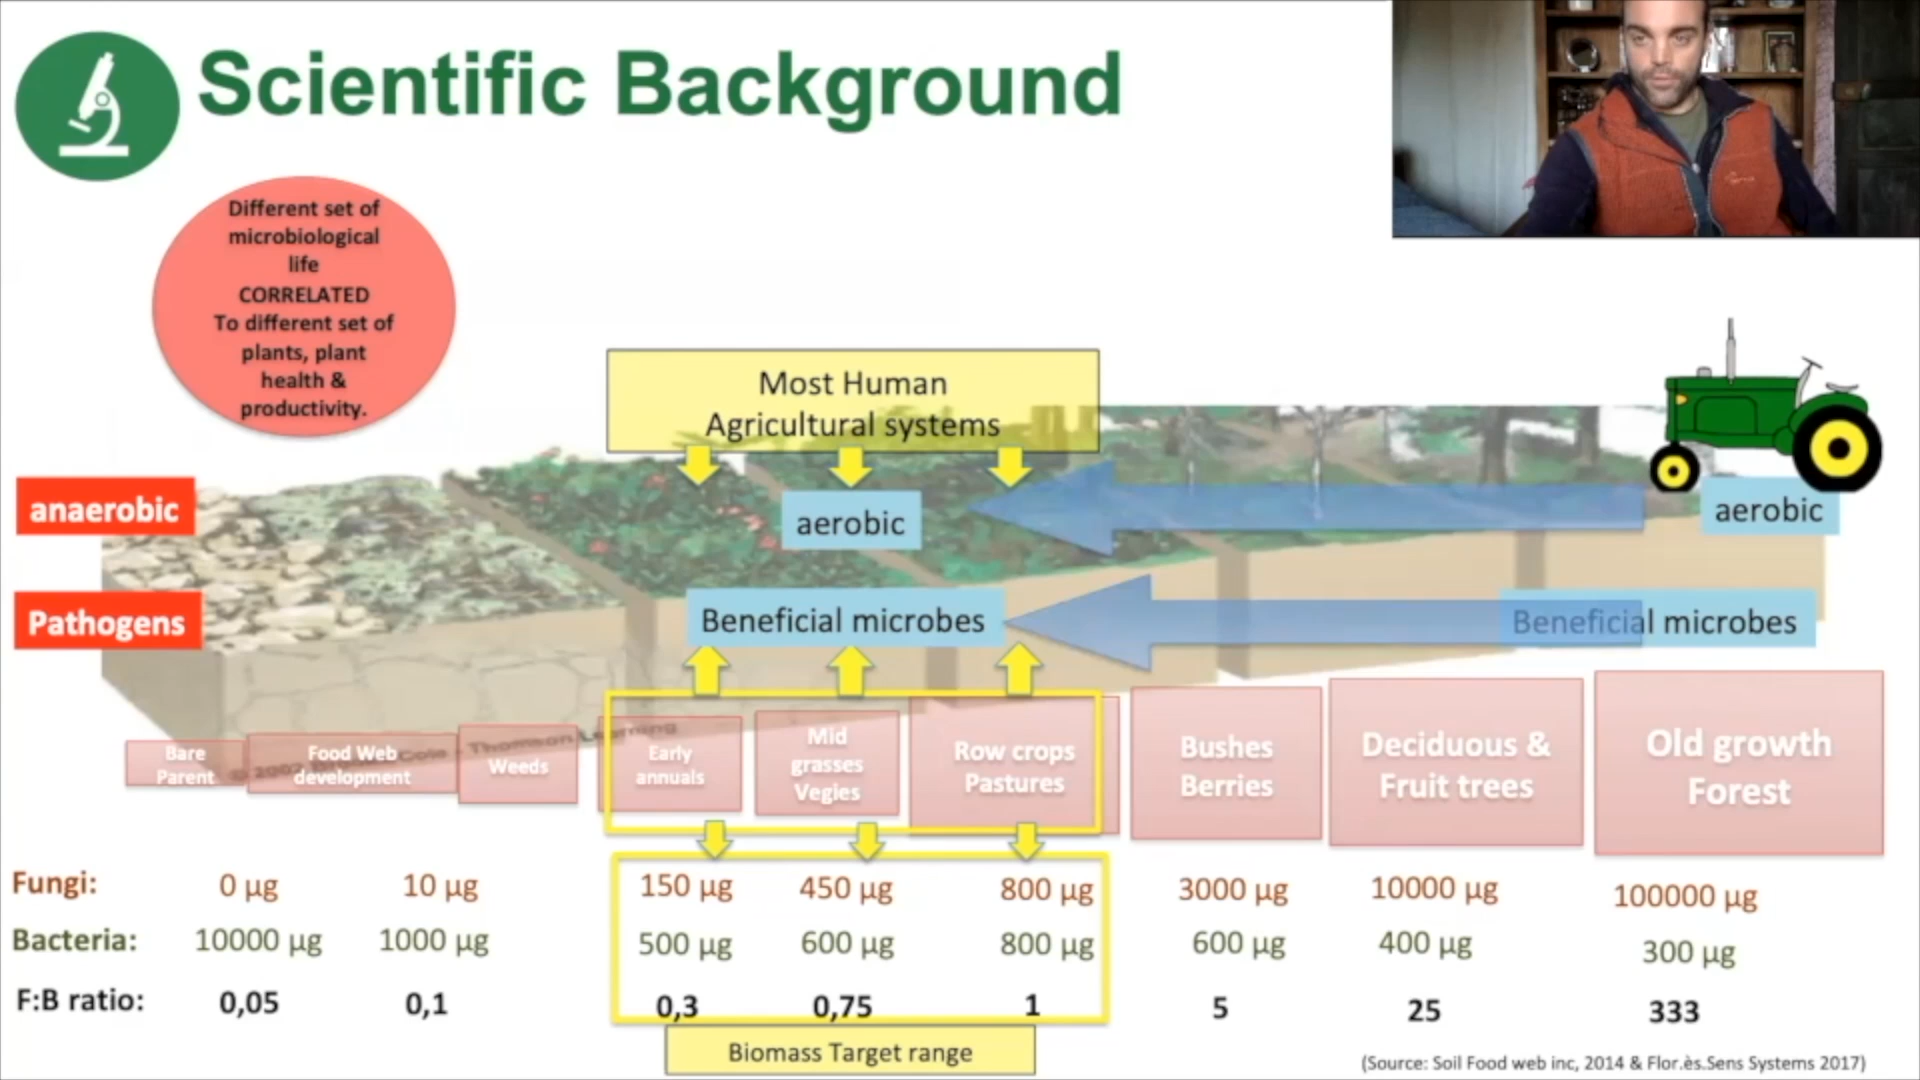 Scientific Background
Different set of
microbiological
life
CORRELATED
To different set of
plants, plant
health &
productivity.
Most Human
Agricultural systems
anaerobic
aerobic
aerobic
Pathogens
Beneficial microbes
Beneficial microbes
Bare
Parent
Food Web
development
Weeds
Early
annuals
Mid
grasses
Vegies
Row crops
Pastures
Bushes
Berries
Deciduous &
Fruit trees
Old growth
Forest
© 2002 Cole - Thomson Learning
Fungi: 0 µg 10 µg 150 µg 450 µg 800 µg 3000 µg 10000 µg 100000 µg
Bacteria: 10000 µg 1000 µg 500 µg 600 µg 800 µg 600 µg 400 µg 300 µg
F:B ratio: 0,05 0,1 0,3 0,75 1 5 25 333
Biomass Target range
(Source: Soil Food web inc, 2014 & Flor.ès.Sens Systems 2017)